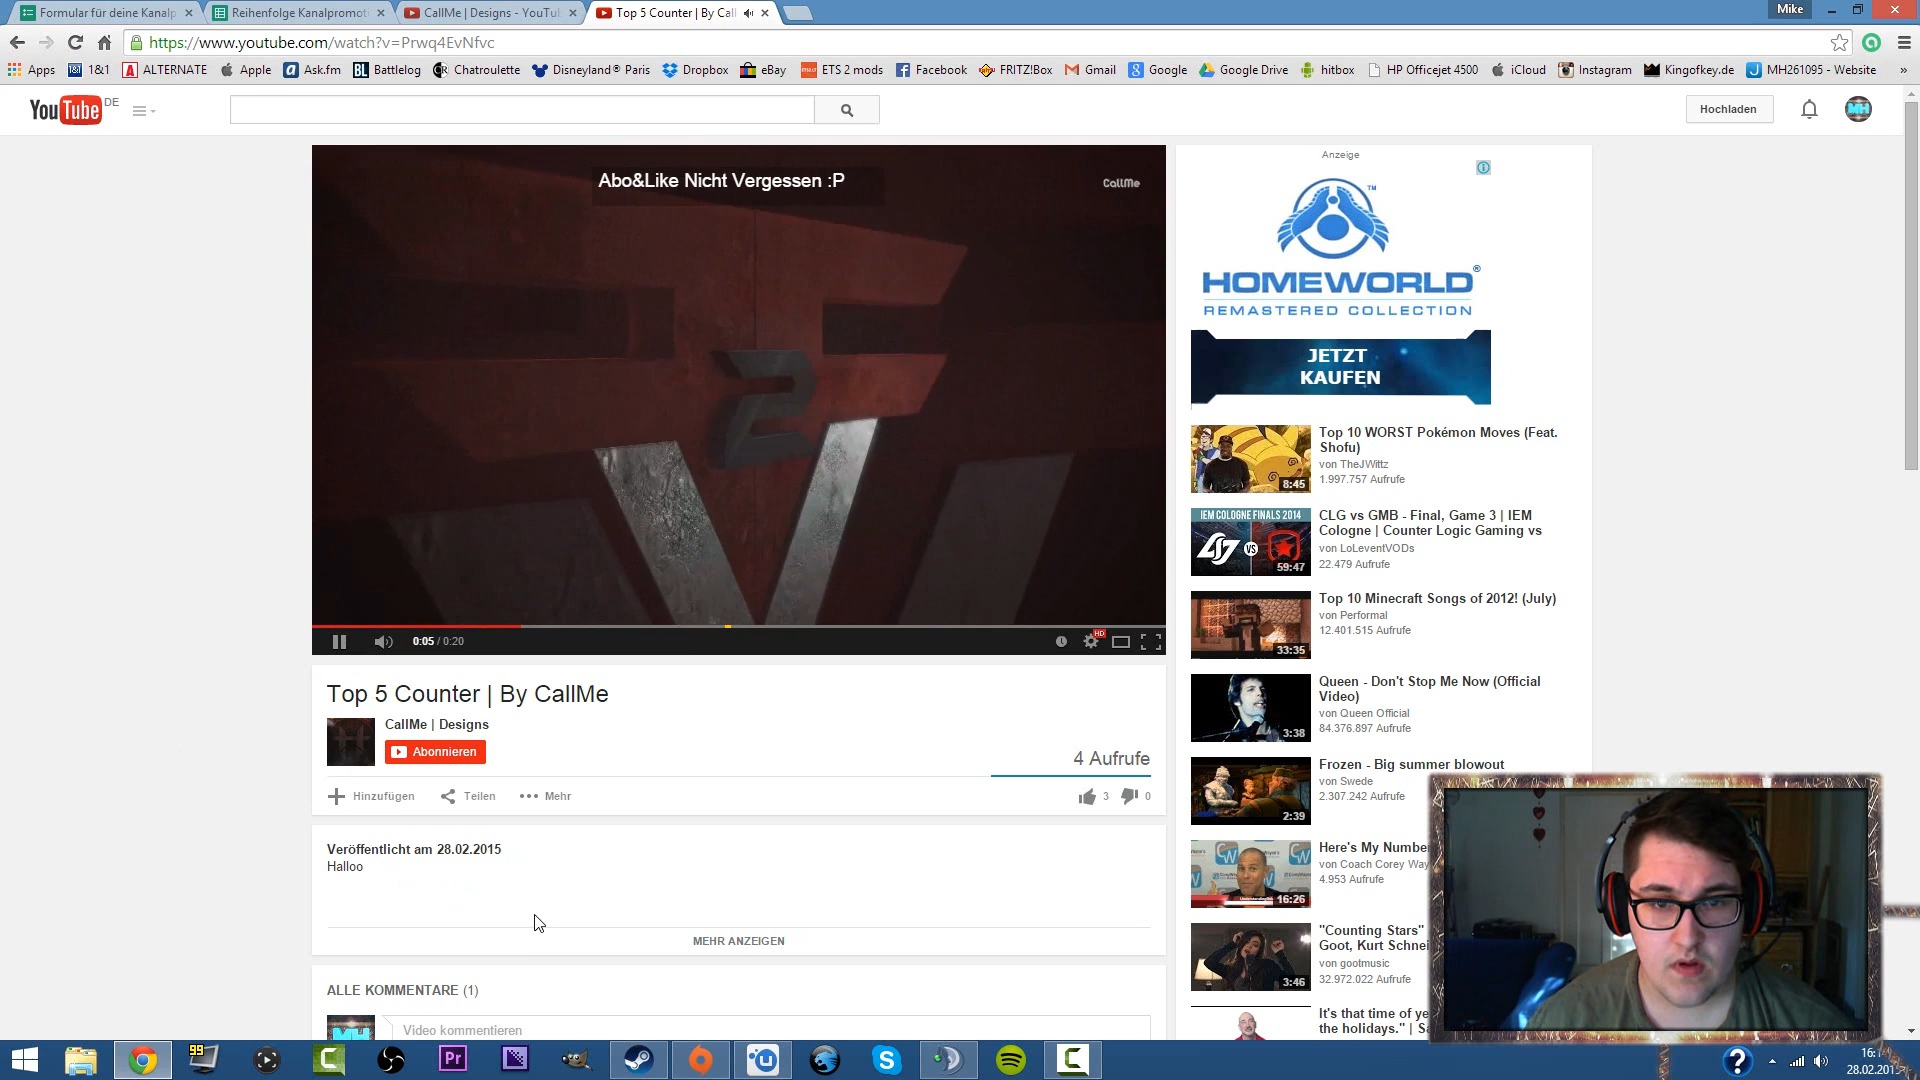 Formular für deine Kanalp
Reihenfolge Kanalpromot
CallMe | Designs - YouTu
Top 5 Counter | By Call
Mike
https://www.youtube.com/watch?v=Prwq4EvNfvc
Apps
1&1
ALTERNATE
Apple
Ask.fm
Battlelog
Chatroulette
Disneyland® Paris
Dropbox
eBay
ETS 2 mods
Facebook
FRITZ!Box
Gmail
Google
Google Drive
hitbox
HP Officejet 4500
iCloud
Instagram
Kingofkey.de
MH261095 - Website
YouTube DE
Hochladen
Abo&Like Nicht Vergessen :P
CallMe
2
0:05 / 0:20
HD
Top 5 Counter | By CallMe
CallMe | Designs
Abonnieren
4 Aufrufe
Hinzufügen
Teilen
Mehr
3
0
Veröffentlicht am 28.02.2015
Halloo
MEHR ANZEIGEN
ALLE KOMMENTARE (1)
Video kommentieren
Anzeige
HOMEWORLD®
REMASTERED COLLECTION
JETZT
KAUFEN
8:45
Top 10 WORST Pokémon Moves (Feat.
Shofu)
von TheJWittz
1.997.757 Aufrufe
IEM COLOGNE FINALS 2014
VS
59:47
CLG vs GMB - Final, Game 3 | IEM
Cologne | Counter Logic Gaming vs
von LoLeventVODs
22.479 Aufrufe
33:35
Top 10 Minecraft Songs of 2012! (July)
von Performal
12.401.515 Aufrufe
3:38
Queen - Don't Stop Me Now (Official
Video)
von Queen Official
84.376.897 Aufrufe
2:39
Frozen - Big summer blowout
von Swede
2.307.242 Aufrufe
16:26
Here's My Numbe
von Coach Corey Way
4.953 Aufrufe
3:46
"Counting Stars"
Goot, Kurt Schnei
von gootmusic
32.972.022 Aufrufe
It's that time of ye
the holidays." | Sa
99
Pr
16:1
28.02.201